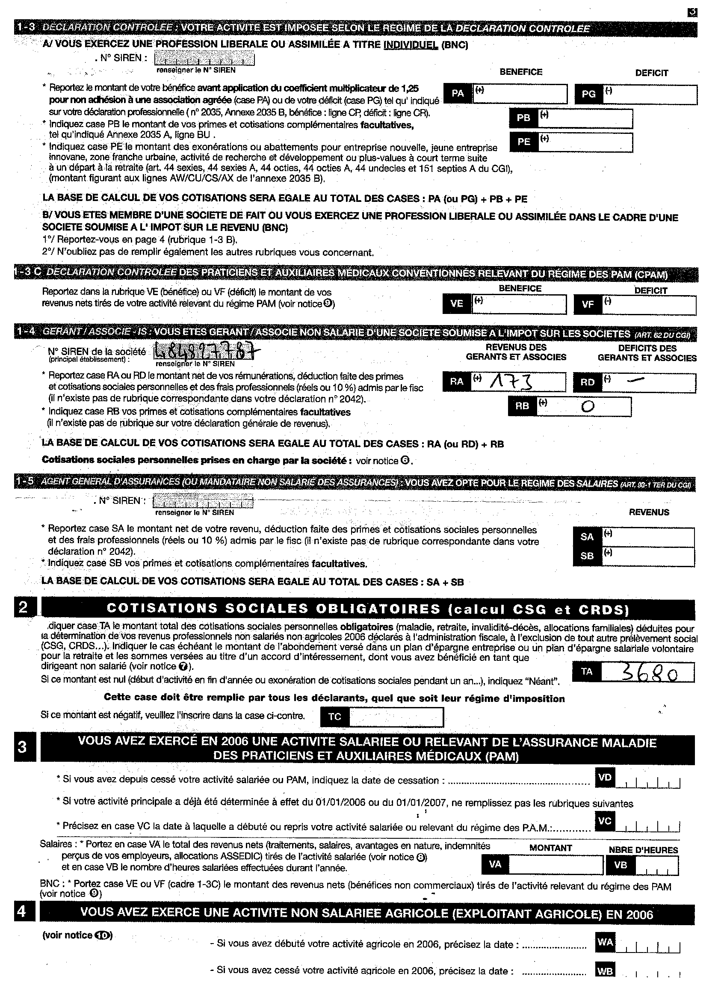 3
1-3 DECLARATION CONTROLEE : VOTRE ACTIVITE EST IMPOSEE SELON LE REGIME DE LA DECLARATION CONTROLEE
A/ VOUS EXERCEZ UNE PROFESSION LIBERALE OU ASSIMILÉE A TITRE INDIVIDUEL (BNC)
. N° SIREN :
renseigner le N° SIREN
BENEFICE DEFICIT
* Reportez le montant de votre bénéfice avant application du coefficient multiplicateur de 1,25
PA (+) PG (-)
pour non adhésion à une association agréée (case PA) ou de votre déficit (case PG) tel qu' indiqué
sur votre déclaration professionnelle ( n° 2035, Annexe 2035 B, bénéfice : ligne CP, déficit : ligne CR).
PB (+)
* Indiquez case PB le montant de vos primes et cotisations complémentaires facultatives,
tel qu'indiqué Annexe 2035 A, ligne BU .
PE (+)
* Indiquez case PE le montant des exonérations ou abattements pour entreprise nouvelle, jeune entreprise
innovane, zone franche urbaine, activité de recherche et développement ou plus-values à court terme suite
à un départ à la retraite (art. 44 sexies, 44 sexies A, 44 octies, 44 octies A, 44 undecies et 151 septies A du CGI),
(montant figurant aux lignes AW/CU/CS/AX de l'annexe 2035 B).
LA BASE DE CALCUL DE VOS COTISATIONS SERA EGALE AU TOTAL DES CASES : PA (ou PG) + PB + PE
B/ VOUS ETES MEMBRE D'UNE SOCIETE DE FAIT OU VOUS EXERCEZ UNE PROFESSION LIBERALE OU ASSIMILÉE DANS LE CADRE D'UNE
SOCIETE SOUMISE A L' IMPOT SUR LE REVENU (BNC)
1°/ Reportez-vous en page 4 (rubrique 1-3 B).
2°/ N'oubliez pas de remplir également les autres rubriques vous concernant.
1-3 C DECLARATION CONTROLEE DES PRATICIENS ET AUXILIAIRES MEDICAUX CONVENTIONNES RELEVANT DU REGIME DES PAM (CPAM)
BENEFICE DEFICIT
Reportez dans la rubrique VE (bénéfice) ou VF (déficit) le montant de vos
revenus nets tirés de votre activité relevant du régime PAM (voir notice 9)
VE (+) VF (-)
1-4 GERANT / ASSOCIE - IS - VOUS ETES GERANT / ASSOCIE NON SALARIE D'UNE SOCIETE SOUMISE A L'IMPOT SUR LES SOCIETES (ART. 62 DU CGI)
N° SIREN de la société 484827787
(principal établissement) :
renseigner le N° SIREN
REVENUS DES DEFICITS DES
GERANTS ET ASSOCIES GERANTS ET ASSOCIES
* Reportez case RA ou RD le montant net de vos rémunérations, déduction faite des primes
RA (+) 173 RD (-) –
et cotisations sociales personnelles et des frais professionnels (réels ou 10 %) admis par le fisc
(il n'existe pas de rubrique correspondante dans votre déclaration n° 2042).
RB (+) 0
* Indiquez case RB vos primes et cotisations complémentaires facultatives
(il n'existe pas de rubrique sur votre déclaration générale de revenus).
LA BASE DE CALCUL DE VOS COTISATIONS SERA EGALE AU TOTAL DES CASES : RA (ou RD) + RB
Cotisations sociales personnelles prises en charge par la société : voir notice 6.
1-5 AGENT GENERAL D'ASSURANCES (OU MANDATAIRE NON SALARIE DES ASSURANCES) - VOUS AVEZ OPTE POUR LE REGIME DES SALAIRES (ART. 93-1 TER DU CGI)
. N° SIREN :
renseigner le N° SIREN
REVENUS
* Reportez case SA le montant net de votre revenu, déduction faite des primes et cotisations sociales personnelles
SA (+)
et des frais professionnels (réels ou 10 %) admis par le fisc (il n'existe pas de rubrique correspondante dans votre
déclaration n° 2042).
SB (+)
* Indiquez case SB vos primes et cotisations complémentaires facultatives.
LA BASE DE CALCUL DE VOS COTISATIONS SERA EGALE AU TOTAL DES CASES : SA + SB
2 COTISATIONS SOCIALES OBLIGATOIRES (calcul CSG et CRDS)
diquer case TA le montant total des cotisations sociales personnelles obligatoires (maladie, retraite, invalidité-décès, allocations familiales) déduites pour
la détermination de vos revenus professionnels non salariés non agricoles 2006 déclarés à l'administration fiscale, à l'exclusion de tout autre prélèvement social
(CSG, CRDS...). Indiquer le cas échéant le montant de l'abondement versé dans un plan d'épargne entreprise ou un plan d'épargne salariale volontaire
pour la retraite et les sommes versées au titre d'un accord d'intéressement, dont vous avez bénéficié en tant que
dirigeant non salarié (voir notice 7).
TA 3680
Si ce montant est nul (début d'activité en fin d'année ou exonération de cotisations sociales pendant un an...), indiquez "Néant".
Cette case doit être remplie par tous les déclarants, quel que soit leur régime d'imposition
Si ce montant est négatif, veuillez l'inscrire dans la case ci-contre. TC
3 VOUS AVEZ EXERCÉ EN 2006 UNE ACTIVITE SALARIEE OU RELEVANT DE L'ASSURANCE MALADIE
DES PRATICIENS ET AUXILIAIRES MÉDICAUX (PAM)
* Si vous avez depuis cessé votre activité salariée ou PAM, indiquez la date de cessation : ................................................ VD
* Si votre activité principale a déjà été déterminée à effet du 01/01/2006 ou du 01/01/2007, ne remplissez pas les rubriques suivantes
* Précisez en case VC la date à laquelle a débuté ou repris votre activité salariée ou relevant du régime des P.A.M.:............ VC
Salaires : * Portez en case VA le total des revenus nets (traitements, salaires, avantages en nature, indemnités
MONTANT NBRE D'HEURES
perçus de vos employeurs, allocations ASSEDIC) tirés de l'activité salariée (voir notice 8)
VA VB
et en case VB le nombre d'heures salariées effectuées durant l'année.
BNC : * Portez case VE ou VF (cadre 1-3C) le montant des revenus nets (bénéfices non commerciaux) tirés de l'activité relevant du régime des PAM
(voir notice 9)
4 VOUS AVEZ EXERCE UNE ACTIVITE NON SALARIEE AGRICOLE (EXPLOITANT AGRICOLE) EN 2006
(voir notice 10)
- Si vous avez débuté votre activité agricole en 2006, précisez la date : ...................... WA
- Si vous avez cessé votre activité agricole en 2006, précisez la date : ...................... WB